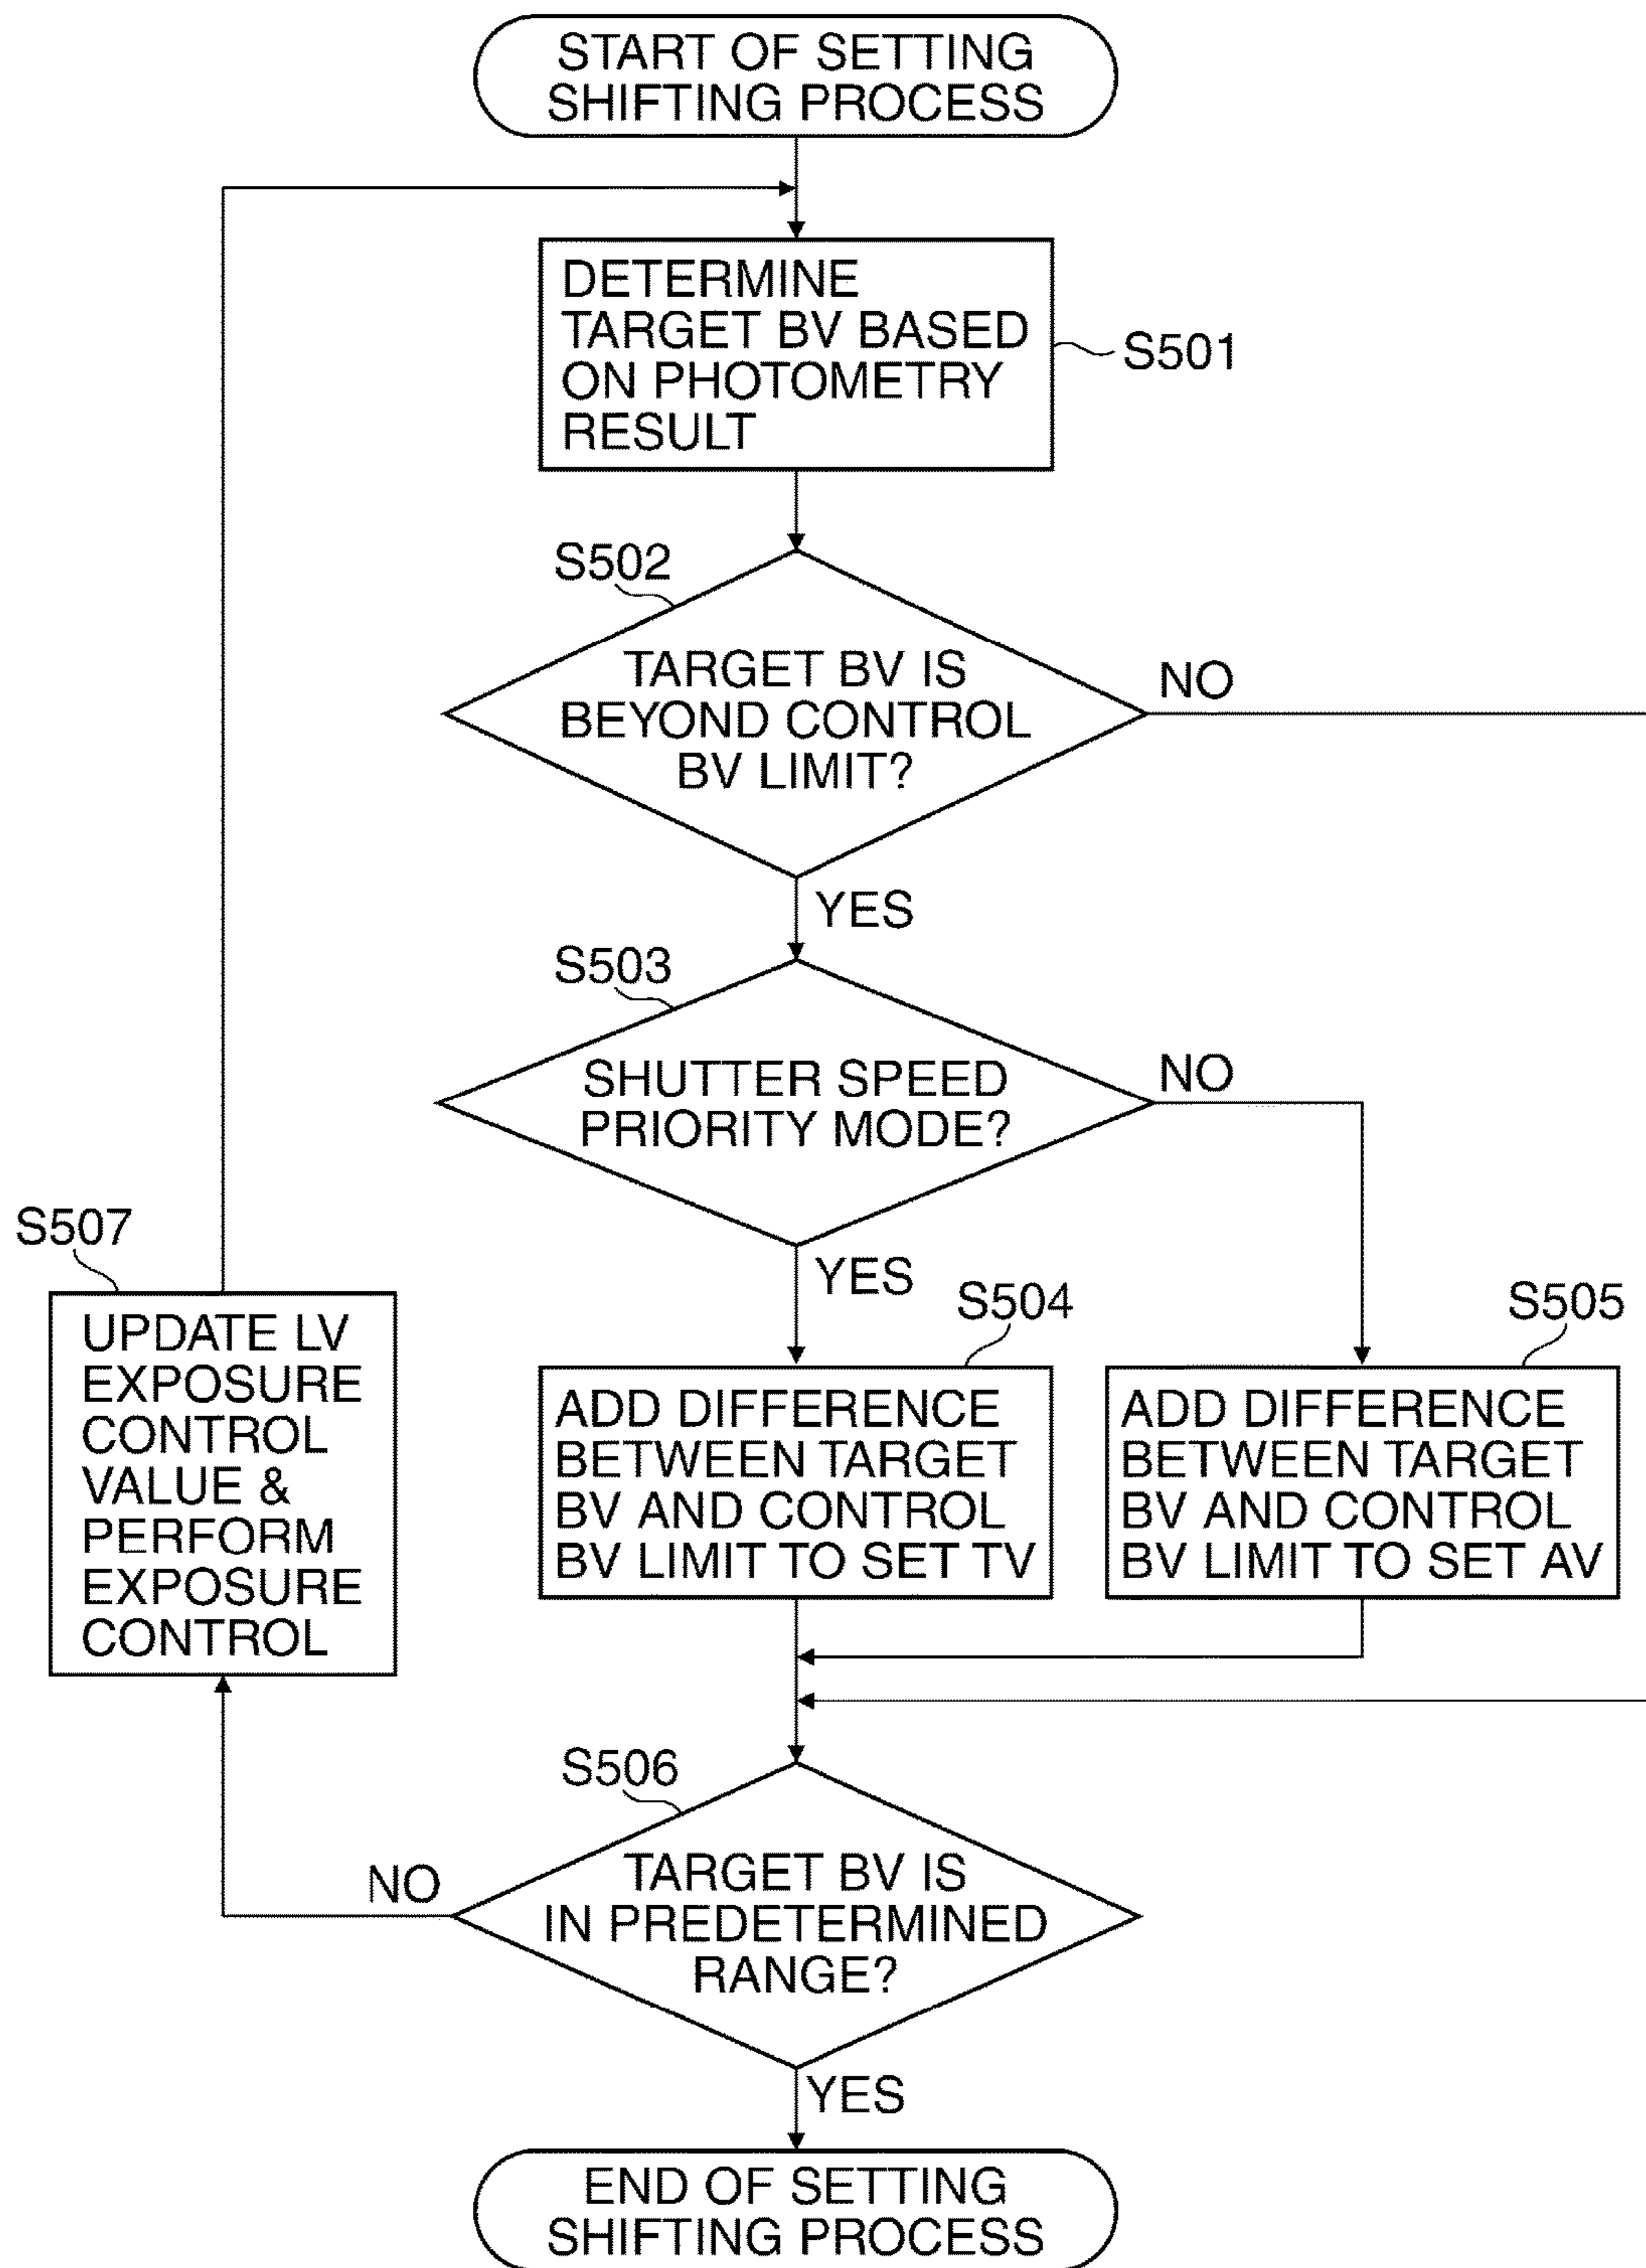 START OF SETTING
SHIFTING PROCESS
DETERMINE
TARGET BV BASED
ON PHOTOMETRY
RESULT
S501
S502
TARGET BV IS
BEYOND CONTROL
BV LIMIT?
NO
YES
S503
SHUTTER SPEED
PRIORITY MODE?
NO
YES
S507
UPDATE LV
EXPOSURE
CONTROL
VALUE &
PERFORM
EXPOSURE
CONTROL
S504
ADD DIFFERENCE
BETWEEN TARGET
BV AND CONTROL
BV LIMIT TO SET TV
S505
ADD DIFFERENCE
BETWEEN TARGET
BV AND CONTROL
BV LIMIT TO SET AV
S506
TARGET BV IS
IN PREDETERMINED
RANGE?
NO
YES
END OF SETTING
SHIFTING PROCESS